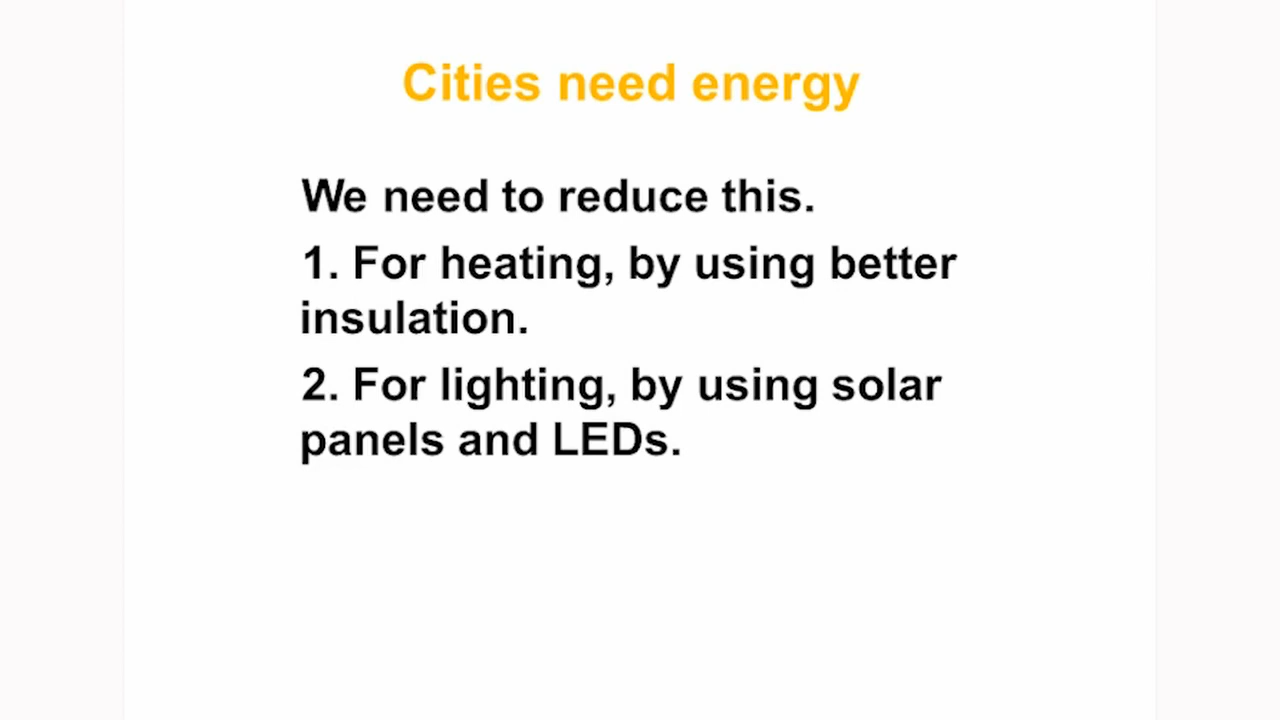 Cities need energy
We need to reduce this.
1. For heating, by using better
insulation.
2. For lighting, by using solar
panels and LEDs.